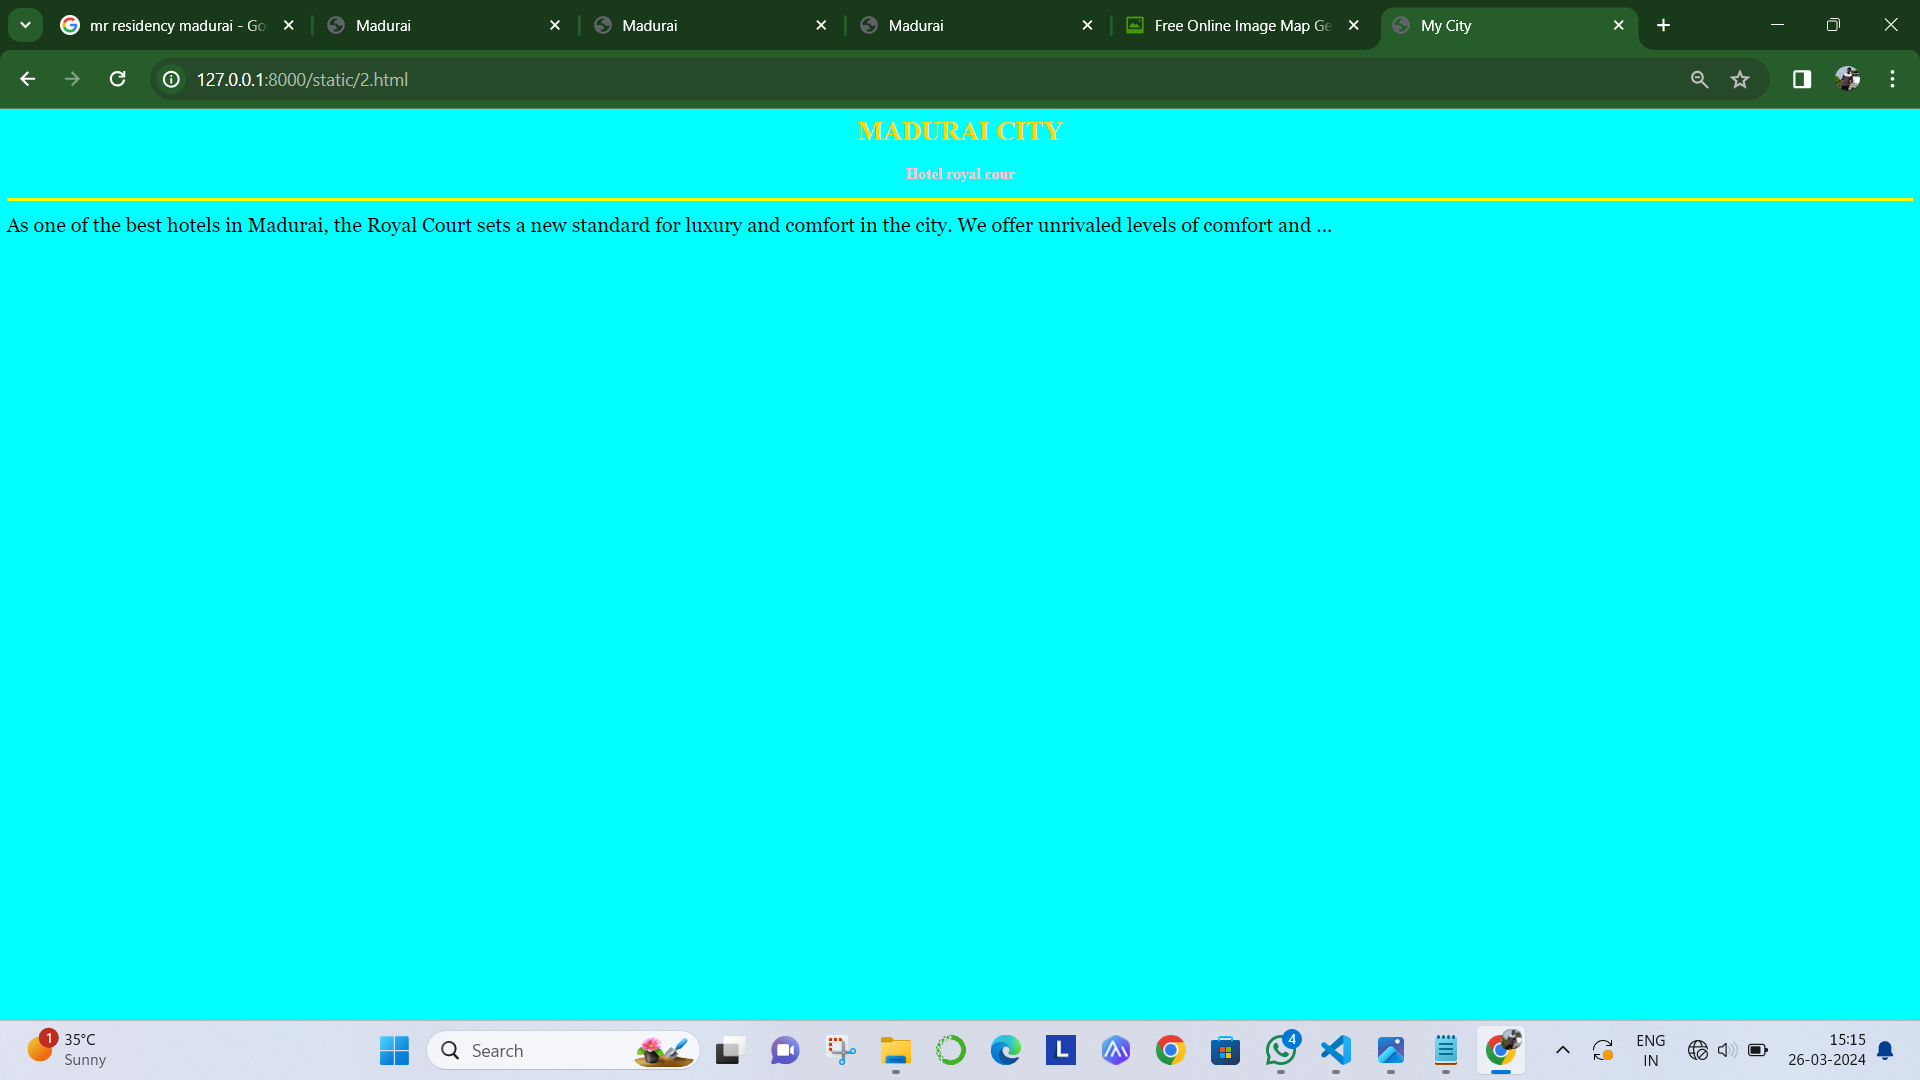 mr residency madurai - Go
Madurai
Madurai
Madurai
Free Online Image Map Ge
My City
127.0.0.1:8000/static/2.html
MADURAI CITY
Hotel royal cour
As one of the best hotels in Madurai, the Royal Court sets a new standard for luxury and comfort in the city. We offer unrivaled levels of comfort and ...
1
35°C
Sunny
Search
L
4
ENG
IN
15:15
26-03-2024